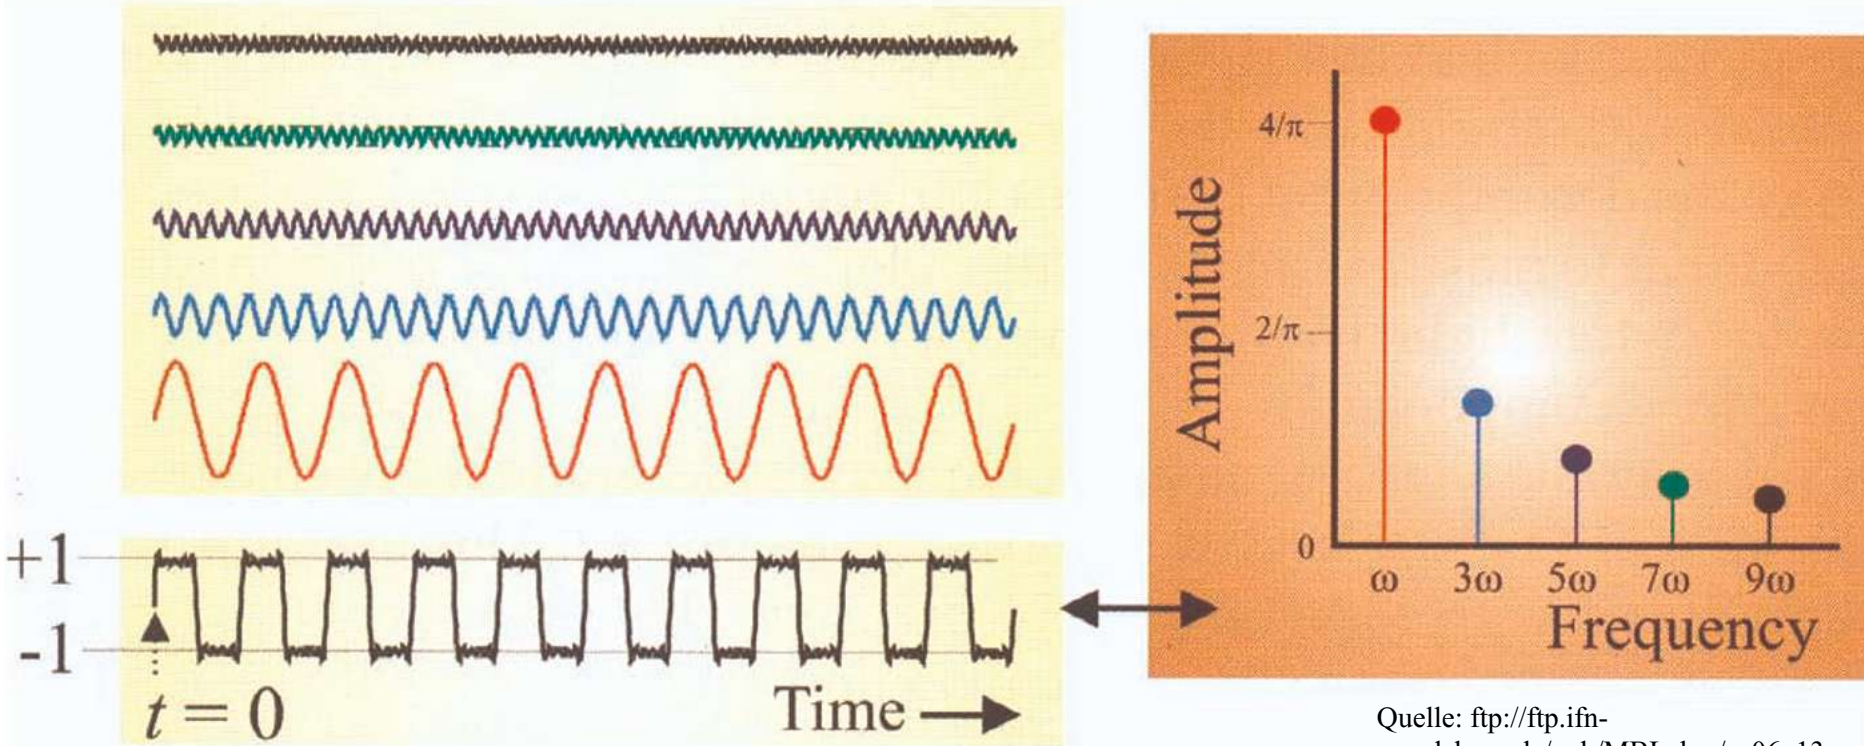 +1
-1
t = 0
Time
Amplitude
4/π
2/π
0
ω 3ω 5ω 7ω 9ω
Frequency
Quelle: ftp://ftp.ifn-